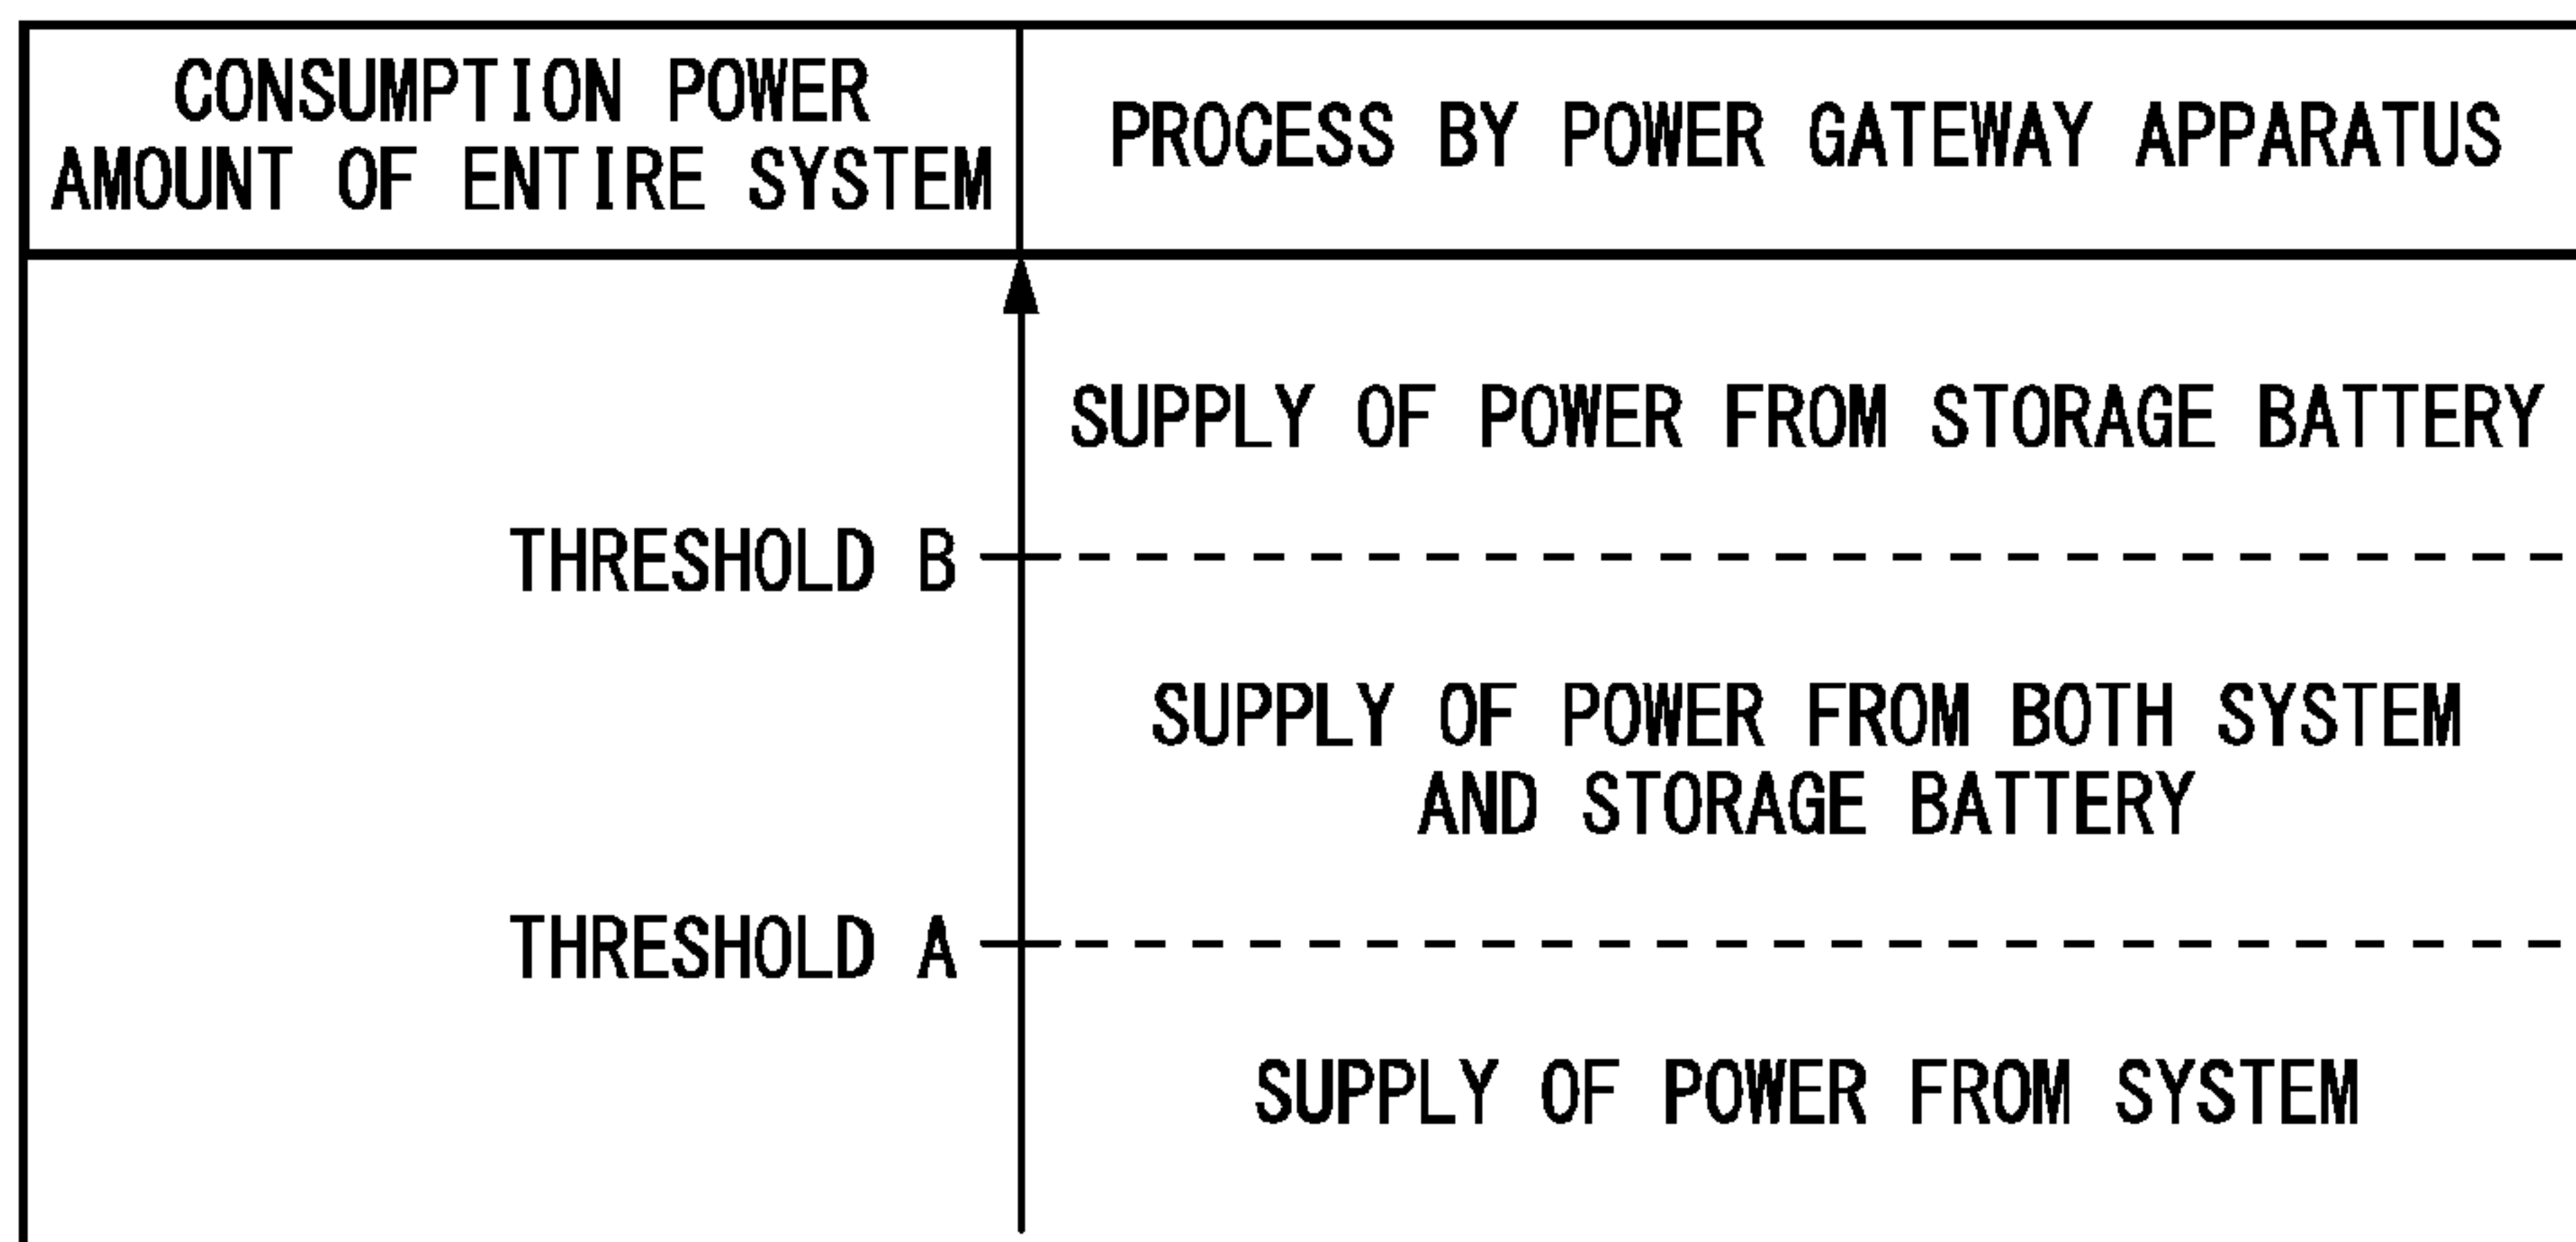 CONSUMPTION POWER
AMOUNT OF ENTIRE SYSTEM
PROCESS BY POWER GATEWAY APPARATUS
SUPPLY OF POWER FROM STORAGE BATTERY
THRESHOLD B
SUPPLY OF POWER FROM BOTH SYSTEM
AND STORAGE BATTERY
THRESHOLD A
SUPPLY OF POWER FROM SYSTEM